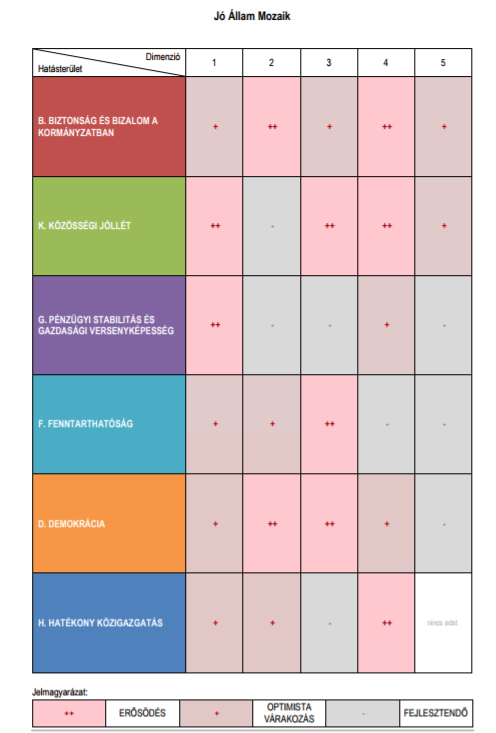 Jó Állam Mozaik
Dimenzió
Hatásterület
1 2 3 4 5
B. BIZTONSÁG ÉS BIZALOM A
KORMÁNYZATBAN
+ ++ + ++ +
K. KÖZÖSSÉGI JÓLLÉT
++ - ++ ++ +
G. PÉNZÜGYI STABILITÁS ÉS
GAZDASÁGI VERSENYKÉPESSÉG
++ - - + -
F. FENNTARTHATÓSÁG
+ + ++ - -
D. DEMOKRÁCIA
+ ++ ++ + -
H. HATÉKONY KÖZIGAZGATÁS
+ + - ++ nincs adat
Jelmagyarázat:
++ ERŐSÖDÉS + OPTIMISTA
VÁRAKOZÁS - FEJLESZTENDŐ